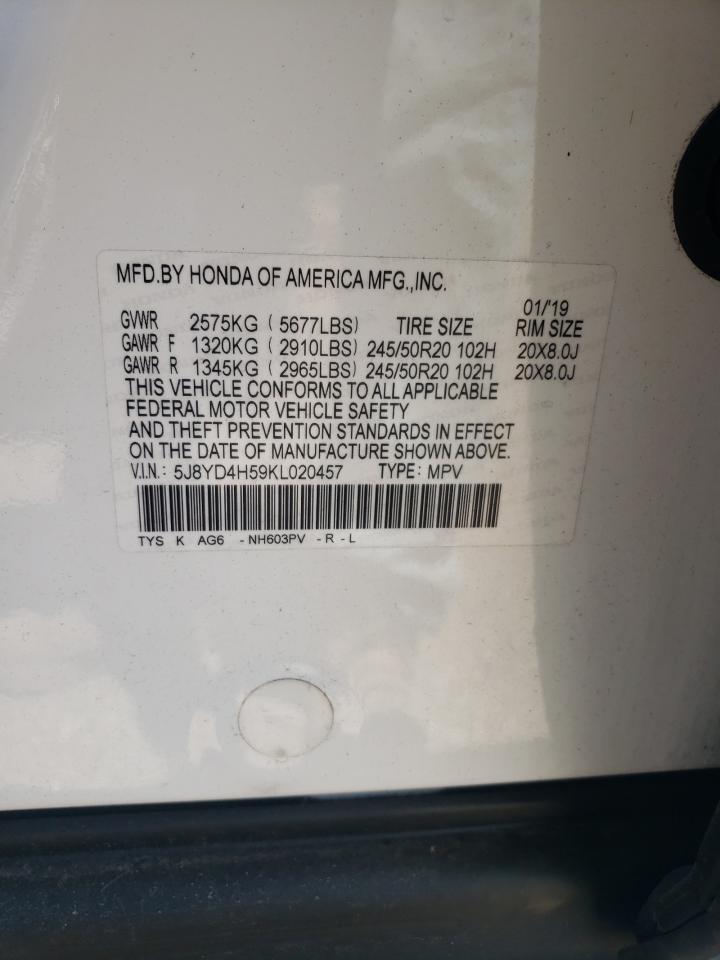 MFD.BY HONDA OF AMERICA MFG.,INC.
01/'19
GVWR 2575KG ( 5677LBS) TIRE SIZE RIM SIZE
GAWR F 1320KG ( 2910LBS) 245/50R20 102H 20X8.0J
GAWR R 1345KG ( 2965LBS) 245/50R20 102H 20X8.0J
THIS VEHICLE CONFORMS TO ALL APPLICABLE
FEDERAL MOTOR VEHICLE SAFETY
AND THEFT PREVENTION STANDARDS IN EFFECT
ON THE DATE OF MANUFACTURE SHOWN ABOVE.
V.I.N.: 5J8YD4H59KL020457 TYPE: MPV
TYS K AG6 -NH603PV -R -L